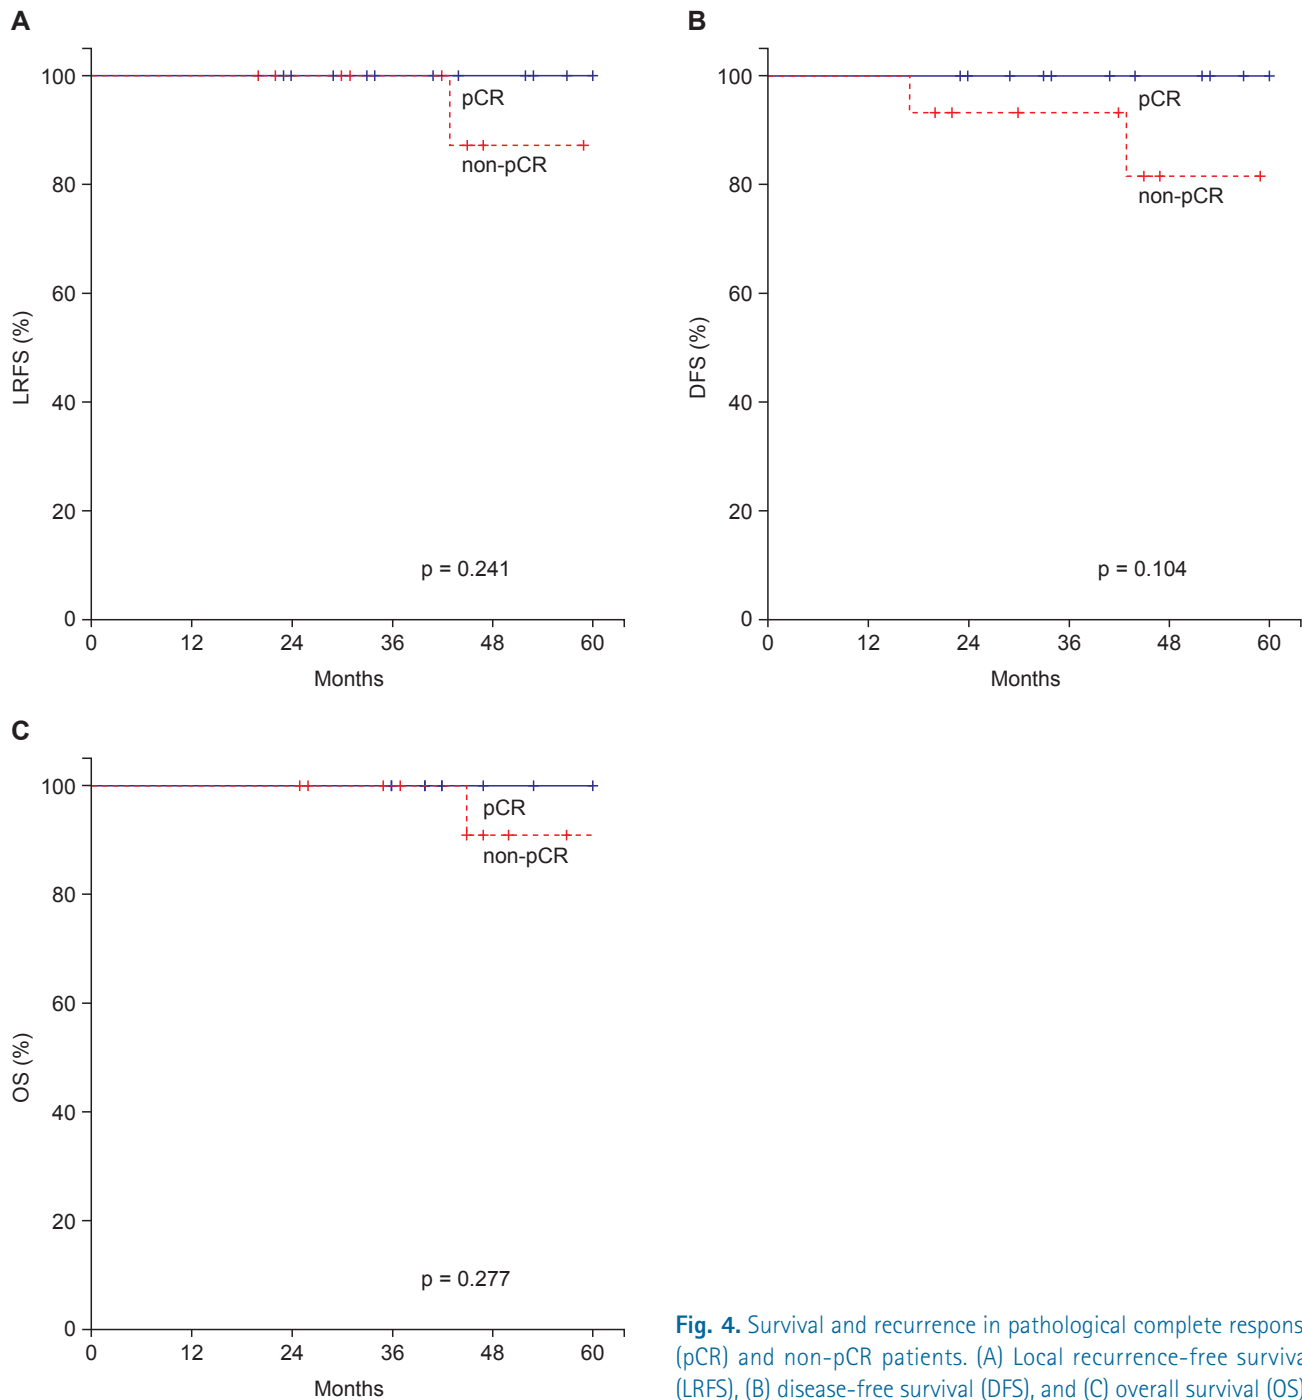 A
100
80
60
40
20
0
LRFS (%)
pCR
non-pCR
p = 0.241
0 12 24 36 48 60
Months
B
100
80
60
40
20
0
DFS (%)
pCR
non-pCR
p = 0.104
0 12 24 36 48 60
Months
C
100
80
60
40
20
0
OS (%)
pCR
non-pCR
p = 0.277
0 12 24 36 48 60
Months
Fig. 4. Survival and recurrence in pathological complete respons
(pCR) and non-pCR patients. (A) Local recurrence-free surviva
(LRFS), (B) disease-free survival (DFS), and (C) overall survival (OS)